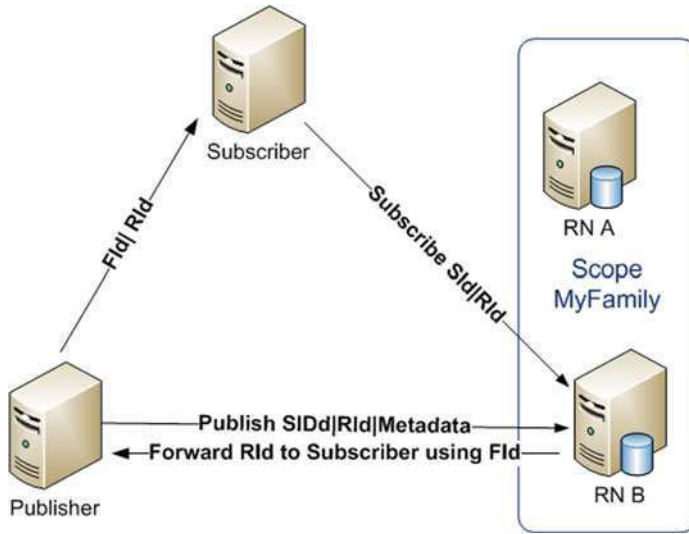 Subscriber
RN A
Scope
MyFamily
FId| RId
Subscribe SId|RId
Publish SIDd|RId|Metadata
Forward RId to Subscriber using FId
Publisher
RN B